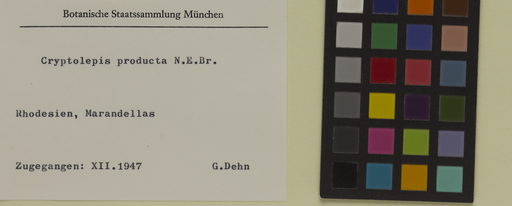 Botanische Staatssammlung München
Cryptolepis producta N.E.Br.
Rhodesien, Marandellas
Zugegangen: XII.1947 G.Dehn